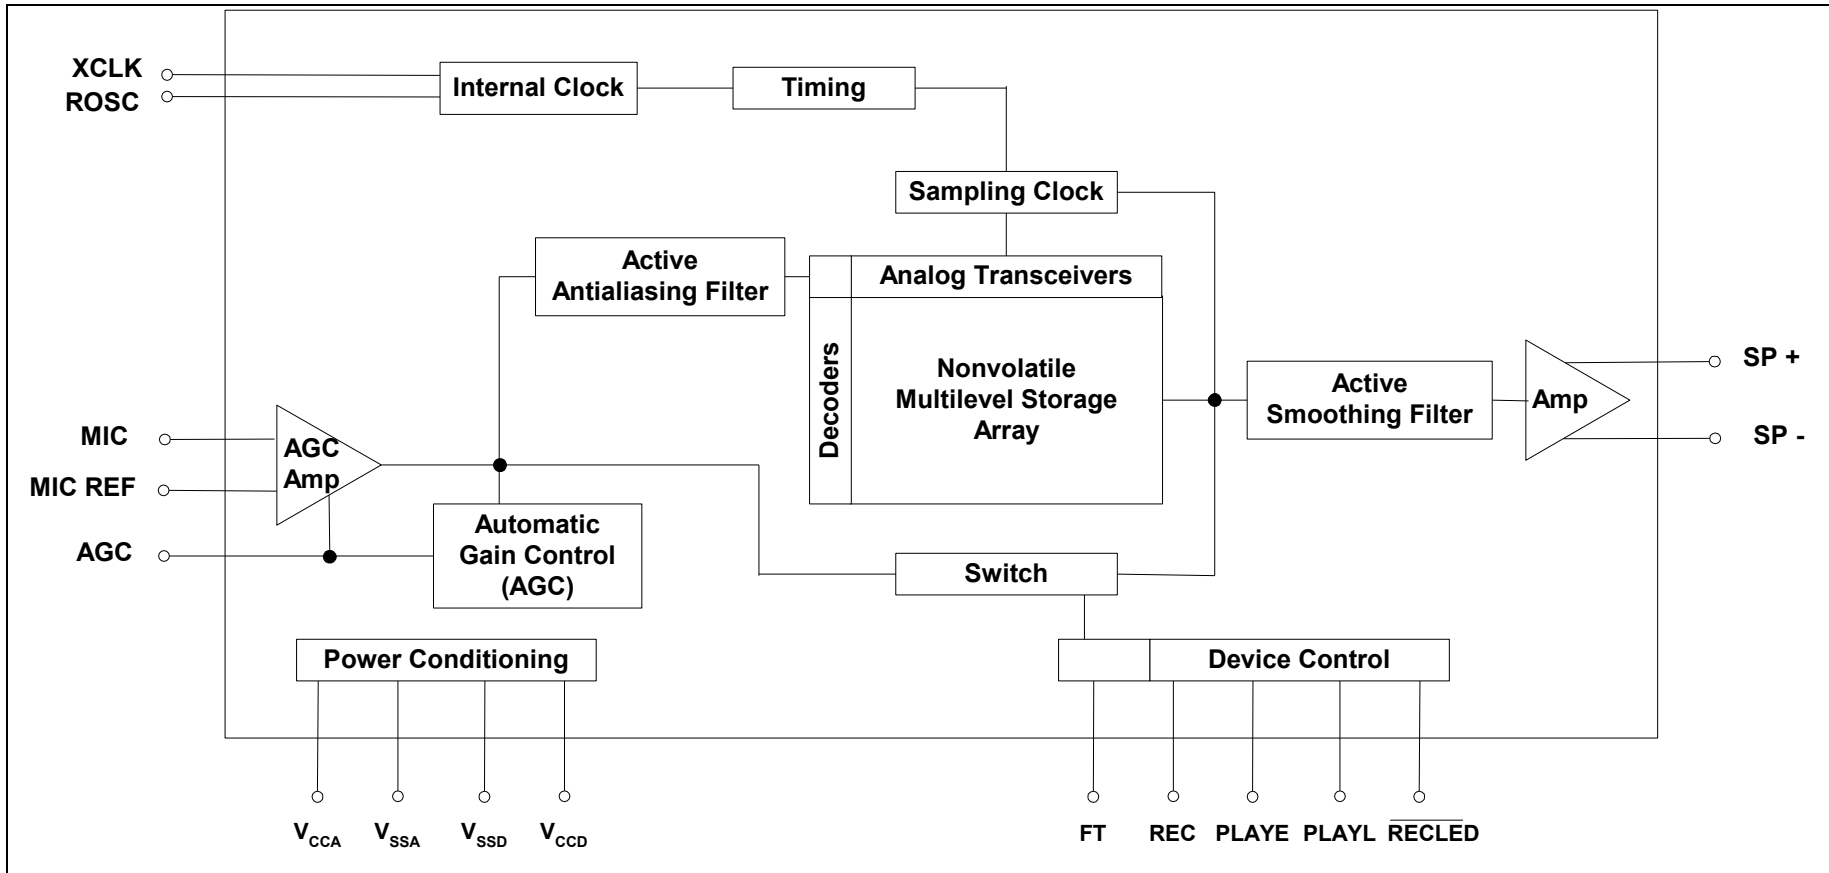 XCLK
ROSC
Internal Clock
Timing
Sampling Clock
Active
Antialiasing Filter
Analog Transceivers
Decoders
Nonvolatile
Multilevel Storage
Array
Active
Smoothing Filter
Amp
SP +
SP -
MIC
MIC REF
AGC
AGC
Amp
Automatic
Gain Control
(AGC)
Switch
Power Conditioning
Device Control
VCCA
VSSA
VSSD
VCCD
FT
REC
PLAYE
PLAYL
RECLED